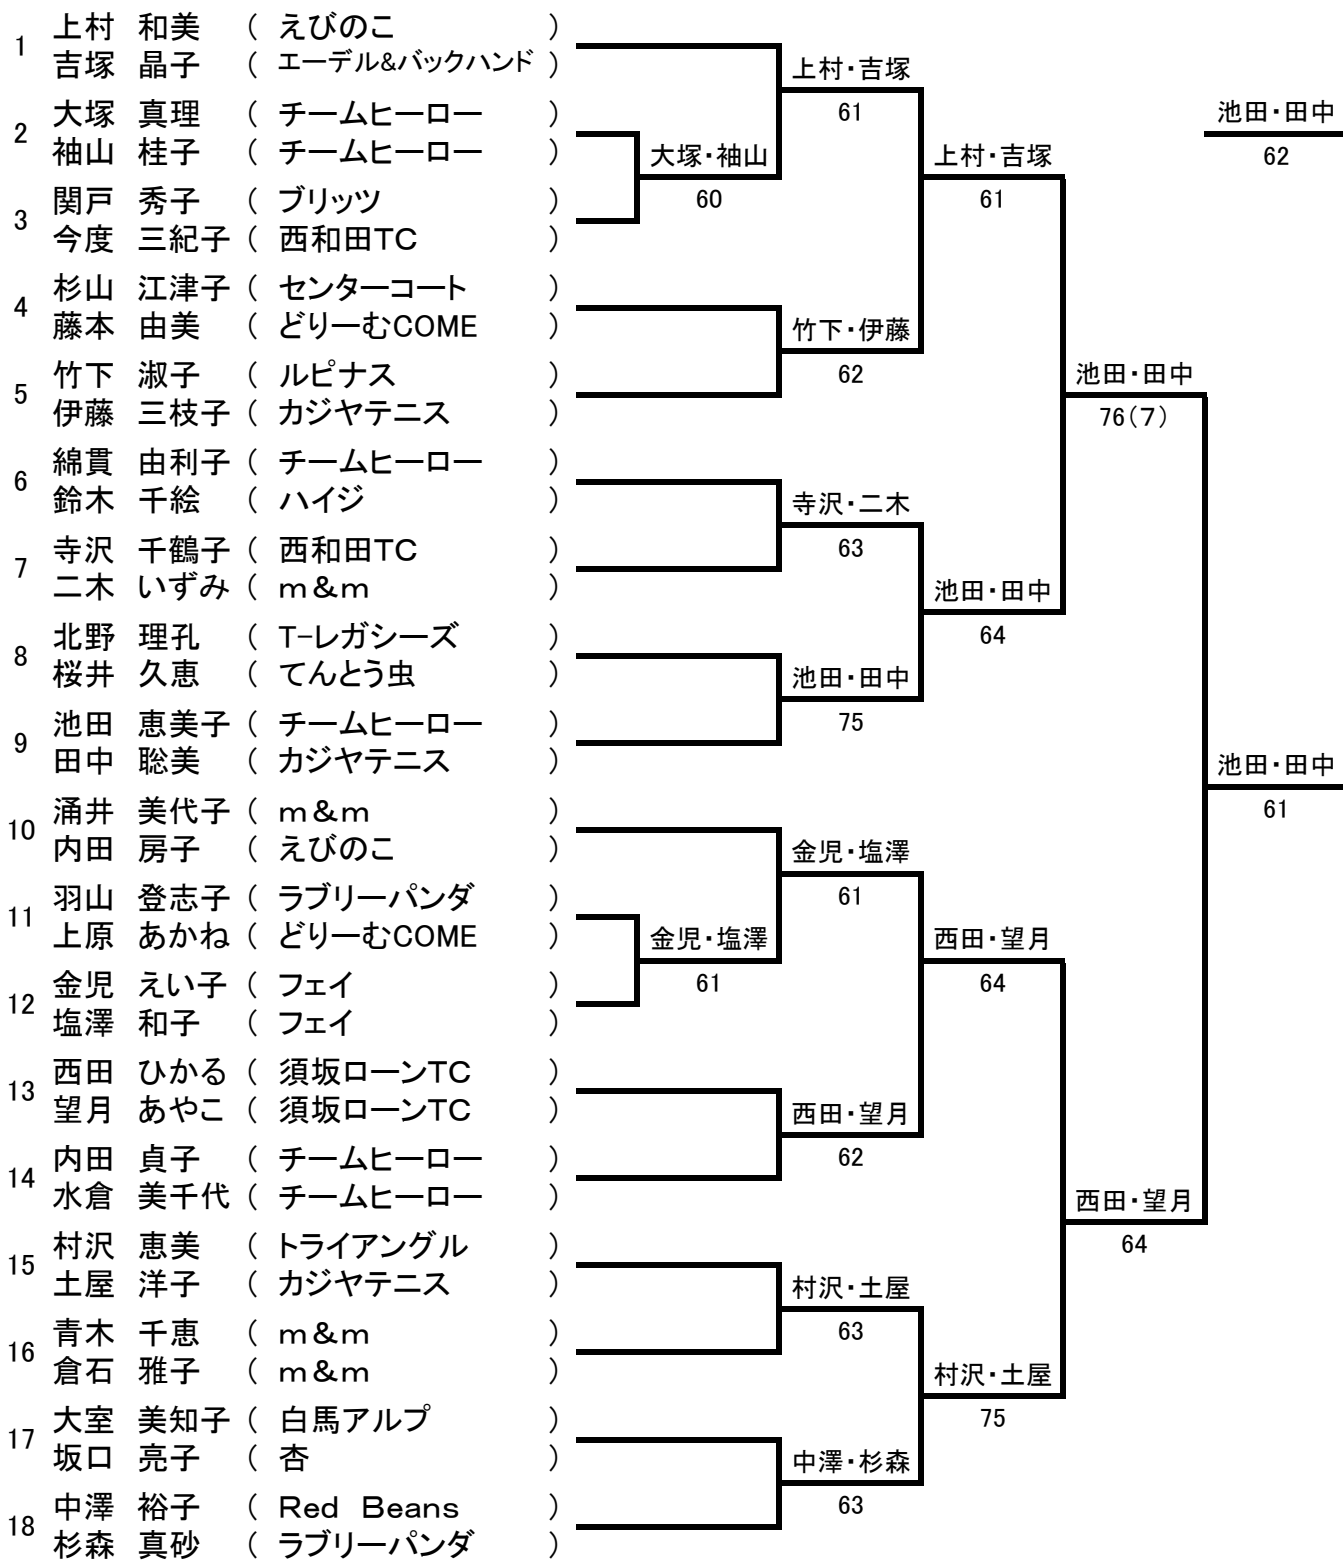 1 上村 和美 ( えびのこ )
吉塚 晶子 ( エーデル&バックハンド )
2 大塚 真理 ( チームヒーロー )
袖山 桂子 ( チームヒーロー )
3 関戸 秀子 ( ブリッツ )
今度 三紀子 ( 西和田TC )
4 杉山 江津子 ( センターコート )
藤本 由美 ( どりーむCOME )
5 竹下 淑子 ( ルピナス )
伊藤 三枝子 ( カジヤテニス )
6 綿貫 由利子 ( チームヒーロー )
鈴木 千絵 ( ハイジ )
7 寺沢 千鶴子 ( 西和田TC )
二木 いずみ ( m&m )
8 北野 理孔 ( T-レガシーズ )
桜井 久恵 ( てんとう虫 )
9 池田 恵美子 ( チームヒーロー )
田中 聡美 ( カジヤテニス )
10 涌井 美代子 ( m&m )
内田 房子 ( えびのこ )
11 羽山 登志子 ( ラブリーパンダ )
上原 あかね ( どりーむCOME )
12 金児 えい子 ( フェイ )
塩澤 和子 ( フェイ )
13 西田 ひかる ( 須坂ローンTC )
望月 あやこ ( 須坂ローンTC )
14 内田 貞子 ( チームヒーロー )
水倉 美千代 ( チームヒーロー )
15 村沢 恵美 ( トライアングル )
土屋 洋子 ( カジヤテニス )
16 青木 千恵 ( m&m )
倉石 雅子 ( m&m )
17 大室 美知子 ( 白馬アルプ )
坂口 亮子 ( 杏 )
18 中澤 裕子 ( Red Beans )
杉森 真砂 ( ラブリーパンダ )
大塚・袖山
60
金児・塩澤
61
上村・吉塚
61
竹下・伊藤
62
寺沢・二木
63
池田・田中
75
金児・塩澤
61
西田・望月
62
村沢・土屋
63
中澤・杉森
63
上村・吉塚
61
池田・田中
64
西田・望月
64
村沢・土屋
75
池田・田中
76(7)
西田・望月
64
池田・田中
62
池田・田中
61